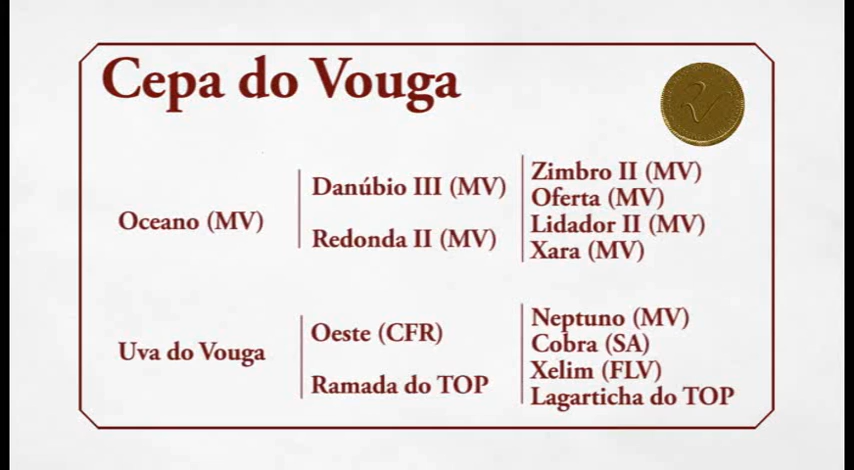 Cepa do Vouga
Oceano (MV)
Danúbio III (MV)
Redonda II (MV)
Zimbro II (MV)
Oferta (MV)
Lidador II (MV)
Xara (MV)
Uva do Vouga
Oeste (CFR)
Ramada do TOP
Neptuno (MV)
Cobra (SA)
Xelim (FLV)
Lagarticha do TOP